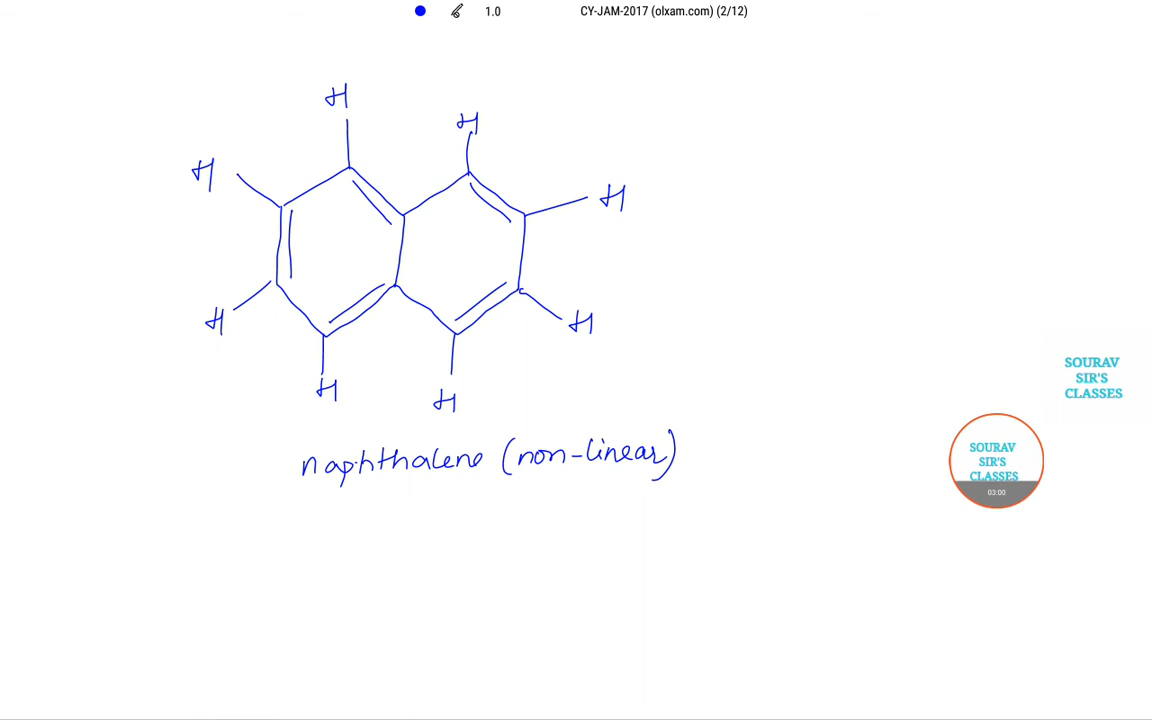 1.0 CY-JAM-2017 (olxam.com) (2/12)
H
H
H
H
H
H
H
H
naphthalene (non-linear)
SOURAV
SIR'S
CLASSES
SOURAV
SIR'S
CLASSES
03:00